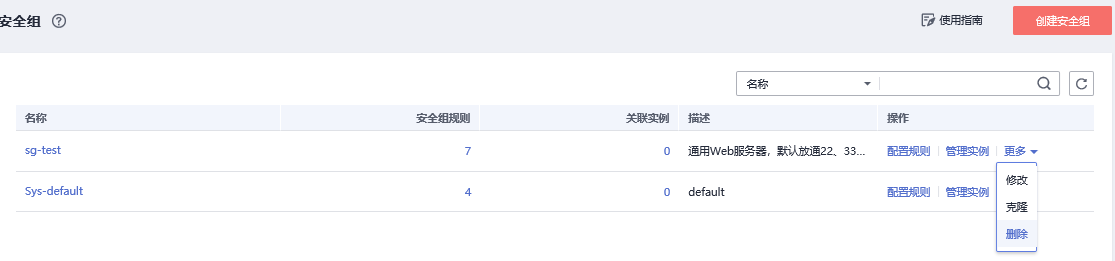 安全组 使用指南 创建安全组
名称
名称 安全组规则 关联实例 描述 操作
sg-test 7 0 通用Web服务器，默认放通22、33... 配置规则 管理实例 更多
修改
Sys-default 4 0 default 配置规则 管理实例
克隆
删除